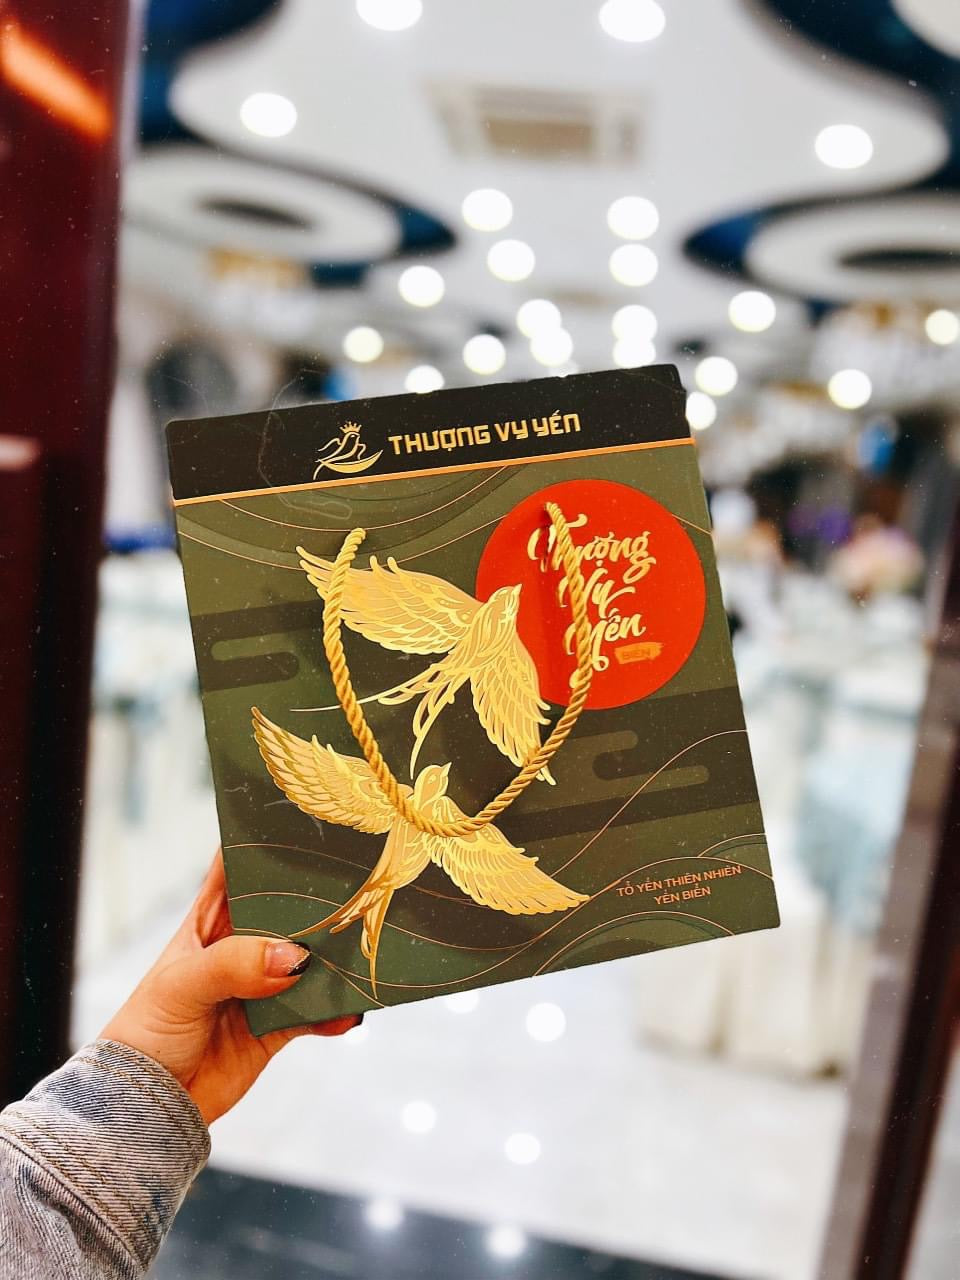 THƯỢNG VY YẾN
Thượng
Vy
Yến
BIỂN
TỔ YẾN THIÊN NHIÊN
YẾN BIỂN